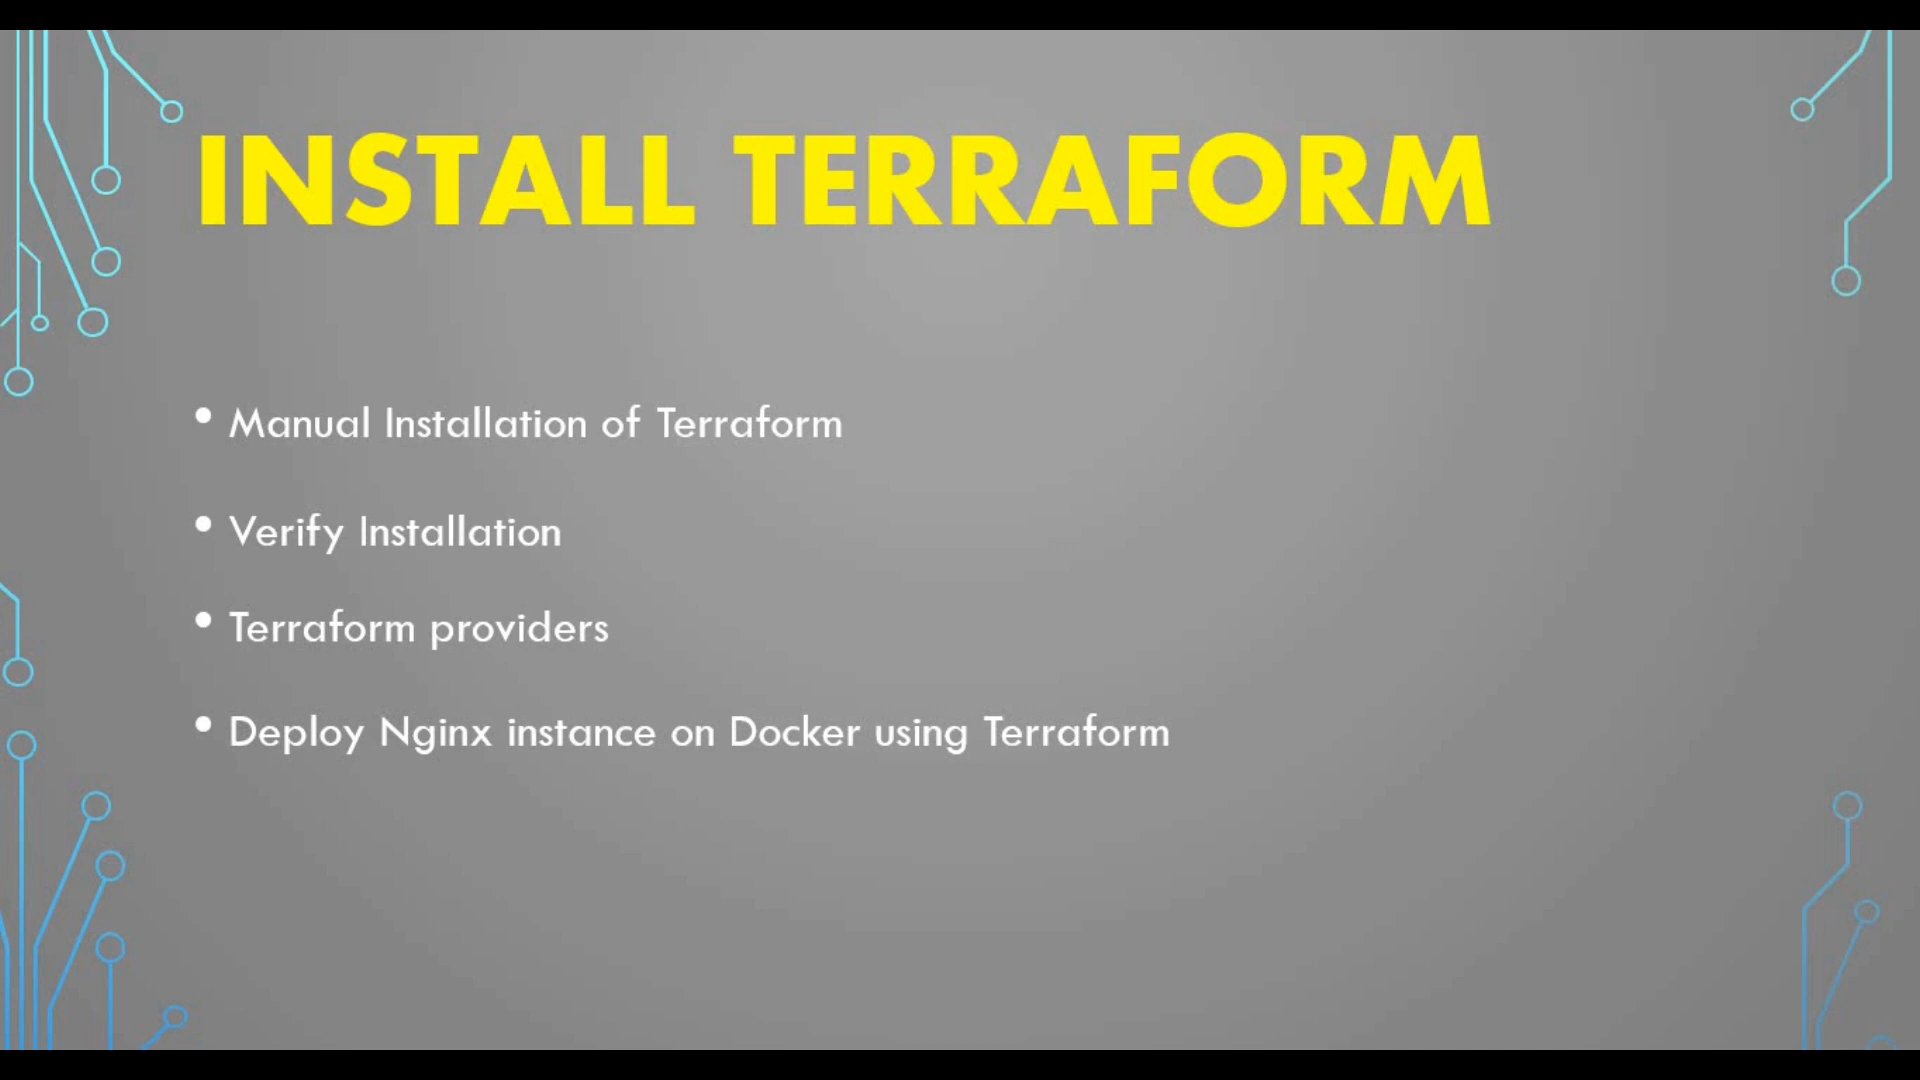 INSTALL TERRAFORM
• Manual Installation of Terraform
• Verify Installation
• Terraform providers
• Deploy Nginx instance on Docker using Terraform